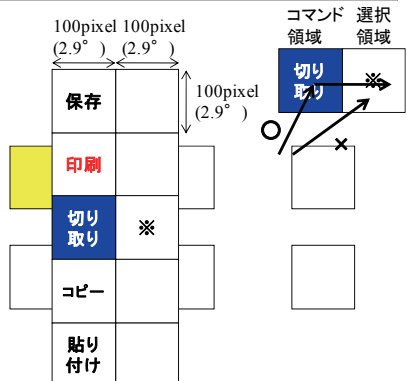 100pixel 100pixel
(2.9°) (2.9°)
100pixel
(2.9°)
保存
印刷
切り
取り
※
コピー
貼り
付け
コマンド 選択
領域 領域
切り
取り
※
○
×